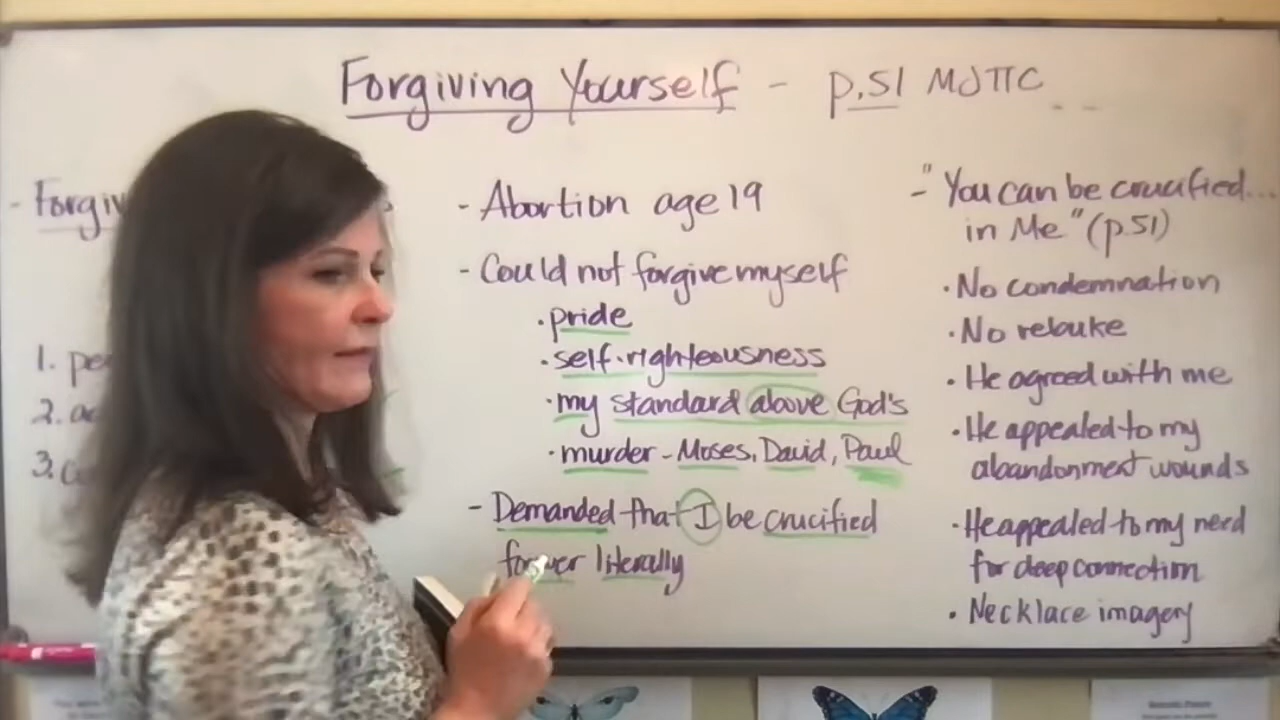 Forgiving Yourself - p.51 MJTTC
- Forgiv
1. pe
2. a
3. c
- Abortion age 19
- Could not forgive myself
• pride
• self-righteousness
• my standard above God's
• murder - Moses, David, Paul
- Demanded that I be crucified
forever literally
- "You can be crucified...
in Me" (p.51)
• No condemnation
• No rebuke
• He agreed with me
• He appealed to my
abandonment wounds
• He appealed to my need
for deep connection
• Necklace imagery